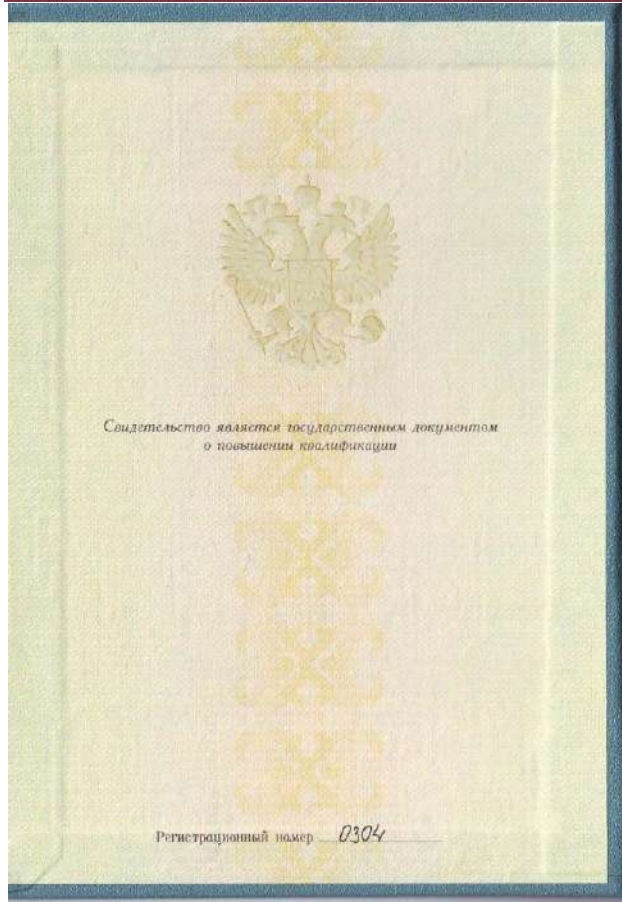 Свидетельство является государственным документом
о повышении квалификации
Регистрационный номер 0304